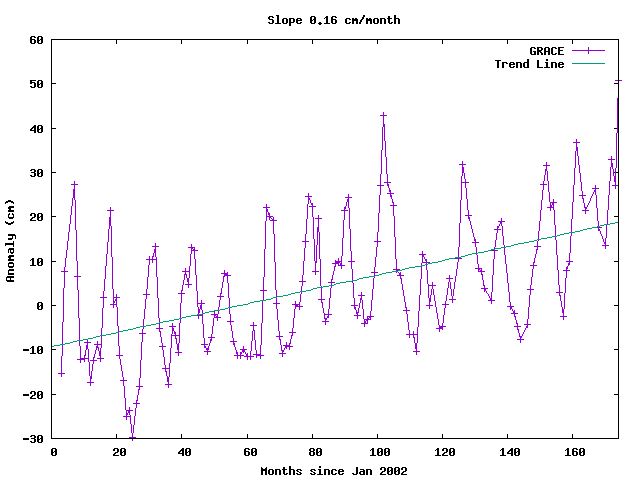 Slope 0.16 cm/month
GRACE
Trend Line
Anomaly (cm)
60
50
40
30
20
10
0
-10
-20
-30
0 20 40 60 80 100 120 140 160
Months since Jan 2002